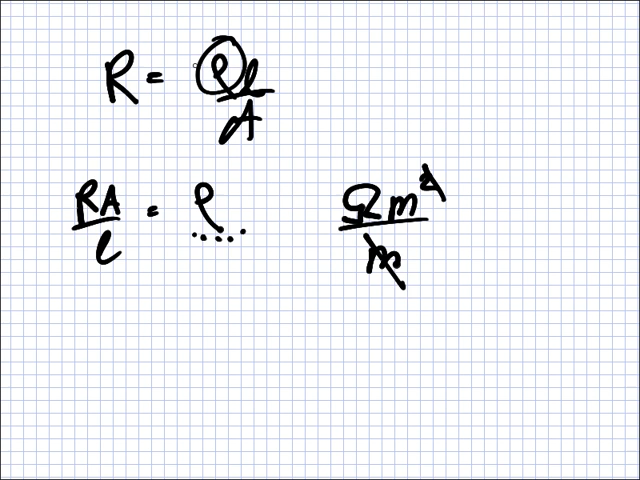 R = ρl/A
RA/l = ρ
Ωm²/m